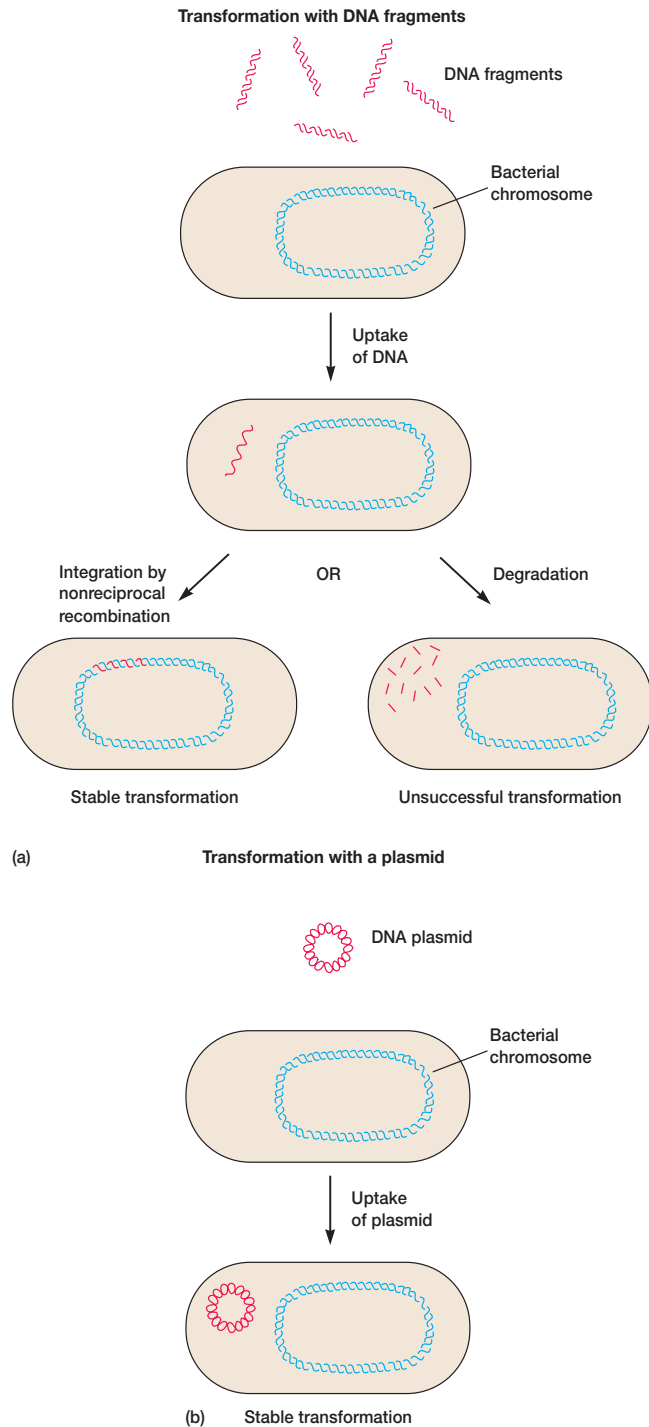 Transformation with DNA fragments
DNA fragments
Bacterial
chromosome
Uptake
of DNA
Integration by
nonreciprocal
recombination
OR
Degradation
Stable transformation
Unsuccessful transformation
(a)
Transformation with a plasmid
DNA plasmid
Bacterial
chromosome
Uptake
of plasmid
(b)
Stable transformation